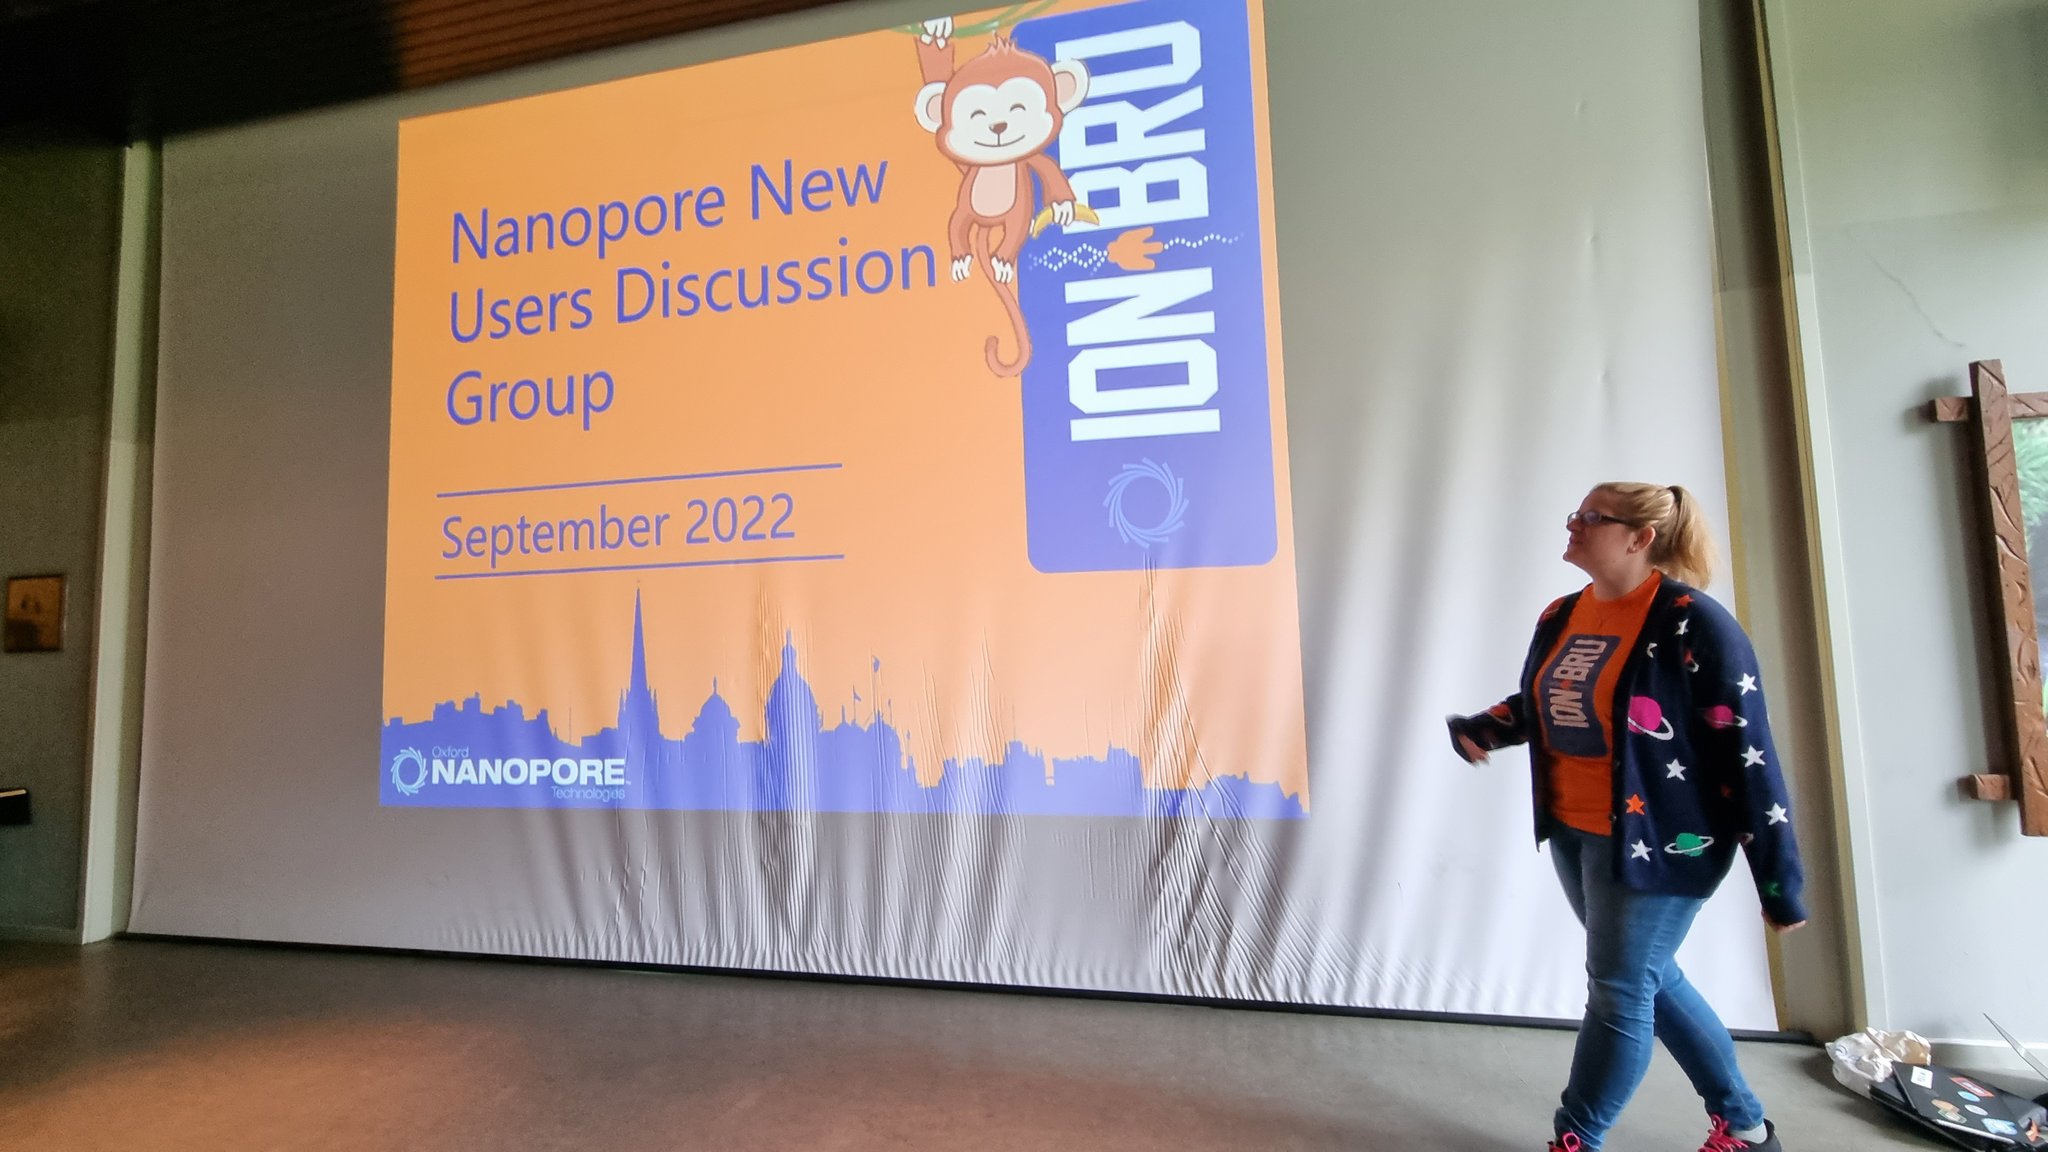 Nanopore New
Users Discussion
Group
September 2022
ION BRU
Oxford
NANOPORE
Technologies
ION BRU